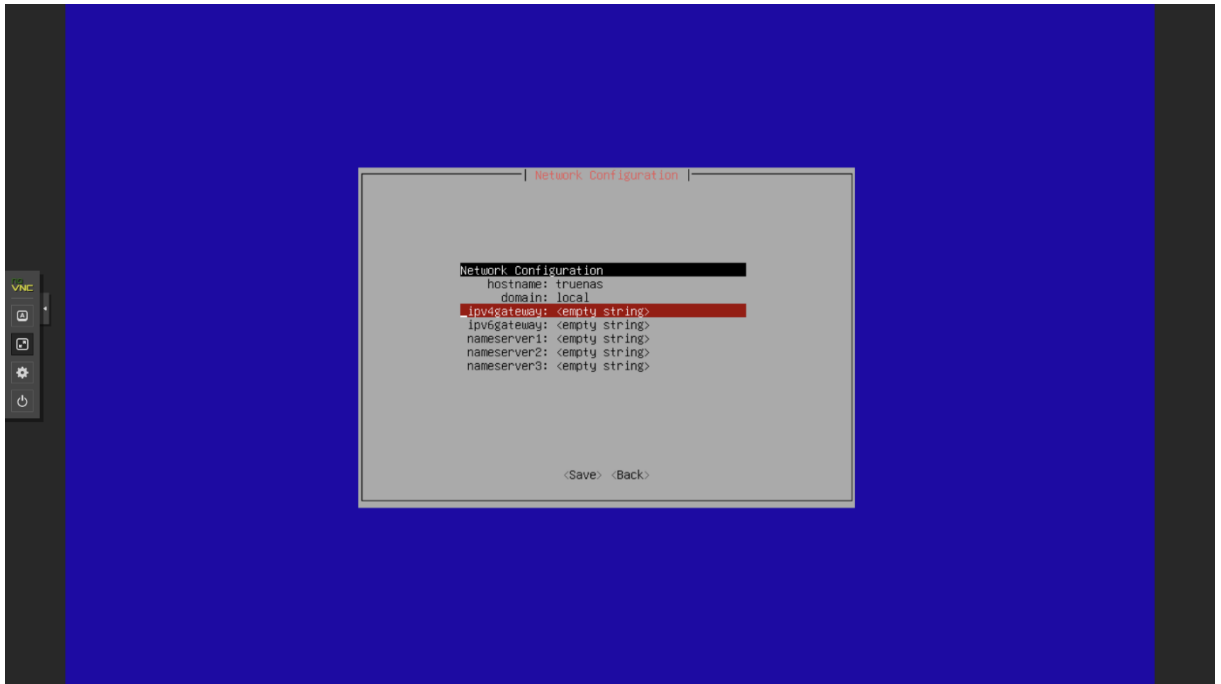 Network Configuration
Network Configuration
hostname: truenas
domain: local
ipv4gateway: <empty string>
ipv6gateway: <empty string>
nameserver1: <empty string>
nameserver2: <empty string>
nameserver3: <empty string>
<Save> <Back>
VNC
A